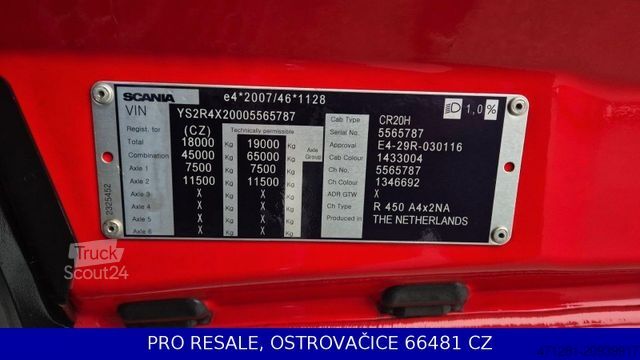 SCANIA e4*2007/46*1128
VIN YS2R4X20005565787
Regist. for (CZ) Technically permissible
Total 18000 Kg 19000 Kg
Combination 45000 Kg 65000 Kg Axle Group
Axle 1 7500 Kg 7500 Kg
Axle 2 11500 Kg 11500 Kg
Axle 3 X Kg X Kg
Axle 4 X Kg X Kg
Axle 5 X Kg X Kg
Axle 6 X Kg X Kg
2325452
1,0%
Cab Type CR20H
Serial No. 5565787
Approval E4-29R-030116
Cab Colour 1433004
Ch No. 5565787
Ch Colour 1346692
ADR GTW X
Ch Type R 450 A4x2NA
Produced in THE NETHERLANDS
Truck
Scout24
PRO RESALE, OSTROVAČICE 66481 CZ